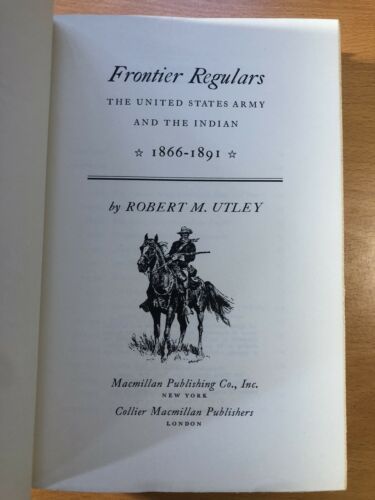 Frontier Regulars
THE UNITED STATES ARMY
AND THE INDIAN
☆ 1866-1891 ☆
by ROBERT M. UTLEY
Macmillan Publishing Co., Inc.
NEW YORK
Collier Macmillan Publishers
LONDON